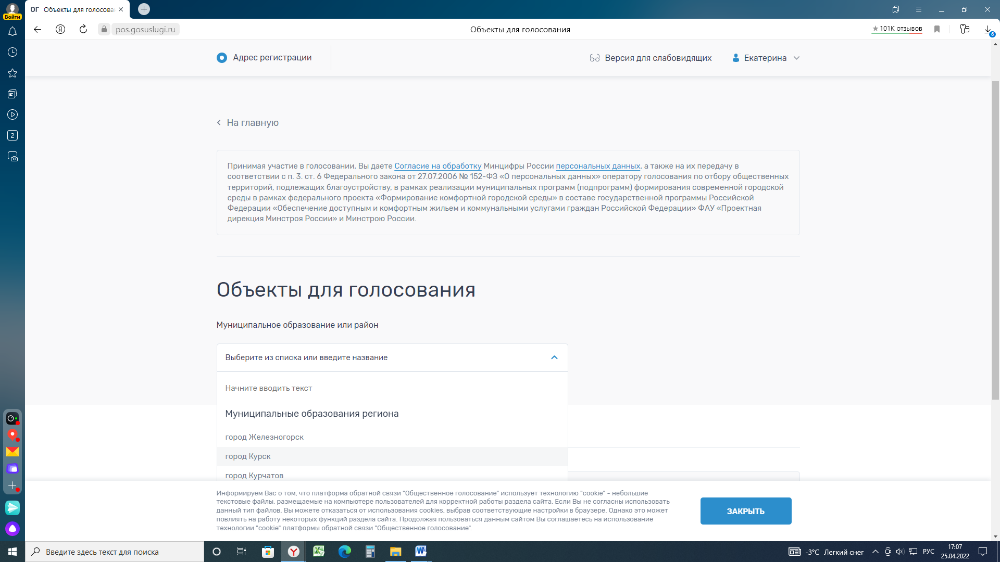 Войти
ОГ Объекты для голосован
pos.gosuslugi.ru
Объекты для голосования
101K отзывов
6
Адрес регистрации
Версия для слабовидящих
Екатерина
2
На главную
Принимая участие в голосовании, Вы даете Согласие на обработку Минцифры России персональных данных, а также на их передачу в
соответствии с п. 3. ст. 6 Федерального закона от 27.07.2006 № 152-ФЗ «О персональных данных» оператору голосования по отбору общественных
территорий, подлежащих благоустройству, в рамках реализации муниципальных программ (подпрограмм) формирования современной городской
среды в рамках федерального проекта «Формирование комфортной городской среды» в составе государственной программы Российской
Федерации «Обеспечение доступным и комфортным жильем и коммунальными услугами граждан Российской Федерации» ФАУ «Проектная
дирекция Минстроя России» и Минстрою России.
Объекты для голосования
Муниципальное образование или район
Выберите из списка или введите название
Начните вводить текст
Муниципальные образования региона
город Железногорск
город Курск
город Курчатов
Информируем Вас о том, что платформа обратной связи "Общественное голосование" использует технологию "cookie" - небольшие
текстовые файлы, размещаемые на компьютере пользователей для корректной работы раздела сайта. Если Вы не согласны использовать
данный тип файлов, Вы можете отказаться от использования cookies, выбрав соответствующие настройки в браузере. Однако это может
повлиять на работу некоторых функций раздела сайта. Продолжая пользоваться данным сайтом Вы соглашаетесь на использование
технологии "cookie" платформы обратной связи "Общественное голосование".
ЗАКРЫТЬ
Введите здесь текст для поиска
-3°C Легкий снег
РУС
17:07
25.04.2022